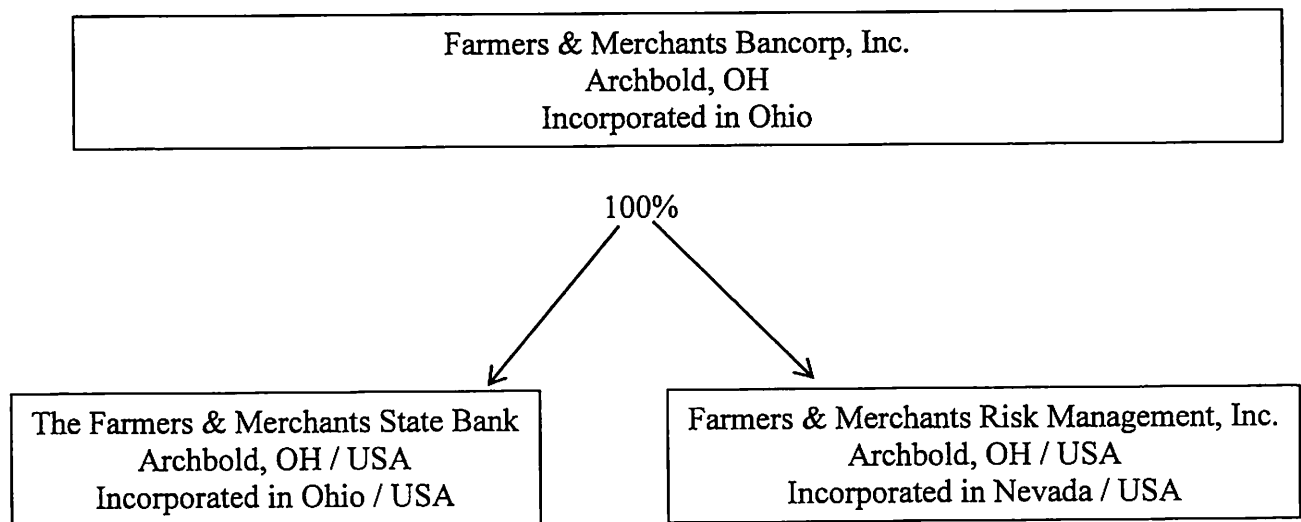 Farmers & Merchants Bancorp, Inc.
Archbold, OH
Incorporated in Ohio
100%
The Farmers & Merchants State Bank
Archbold, OH / USA
Incorporated in Ohio / USA
Farmers & Merchants Risk Management, Inc.
Archbold, OH / USA
Incorporated in Nevada / USA